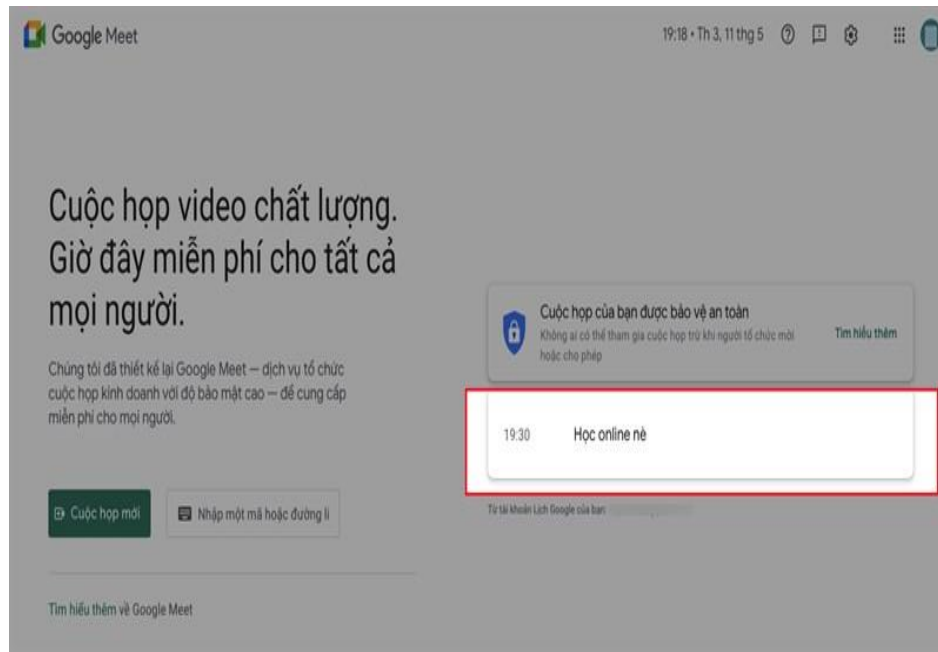 Google Meet
19:18 • Th 3, 11 thg 5
Cuộc họp video chất lượng.
Giờ đây miễn phí cho tất cả
mọi người.
Chúng tôi đã thiết kế lại Google Meet — dịch vụ tổ chức
cuộc họp kinh doanh với độ bảo mật cao — để cung cấp
miễn phí cho mọi người.
Cuộc họp mới
Nhập một mã hoặc đường li
Tìm hiểu thêm về Google Meet
Cuộc họp của bạn được bảo vệ an toàn
Không ai có thể tham gia cuộc họp trừ khi người tổ chức mời
hoặc cho phép
Tìm hiểu thêm
19:30 Học online nè
Từ tài khoản Lịch Google của bạn: